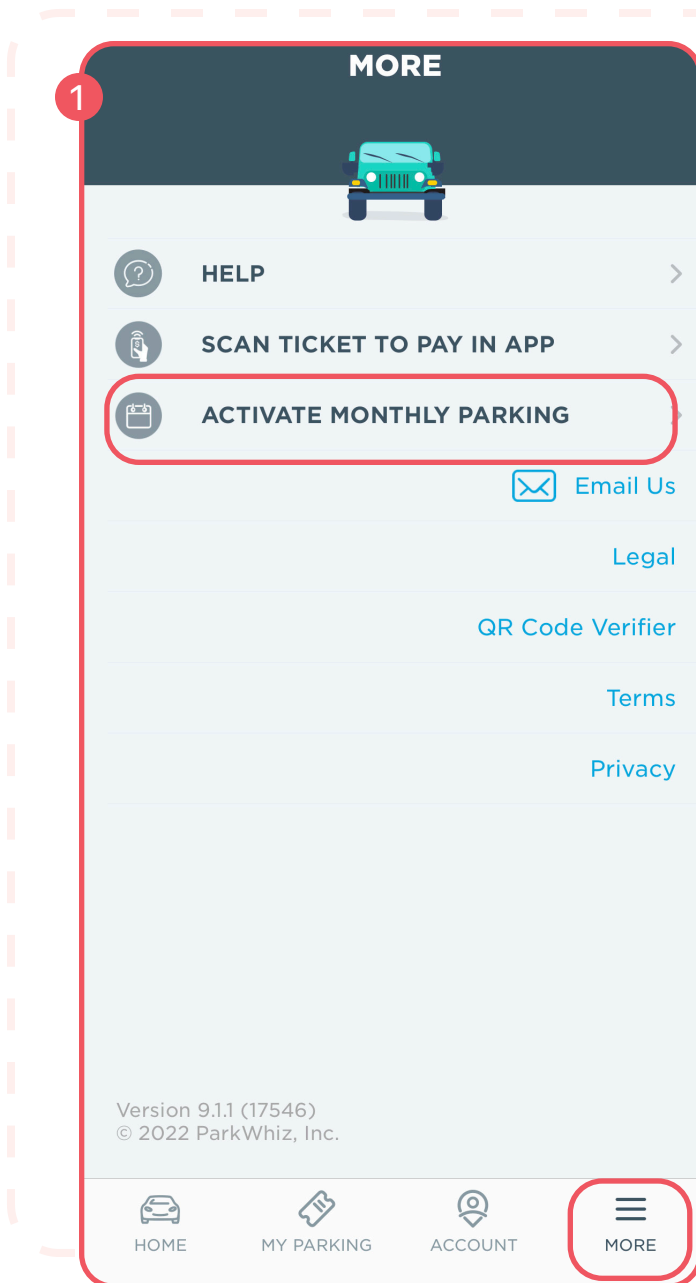 MORE
1
HELP
SCAN TICKET TO PAY IN APP
ACTIVATE MONTHLY PARKING
Email Us
Legal
QR Code Verifier
Terms
Privacy
Version 9.1.1 (17546)
© 2022 ParkWhiz, Inc.
HOME MY PARKING ACCOUNT MORE